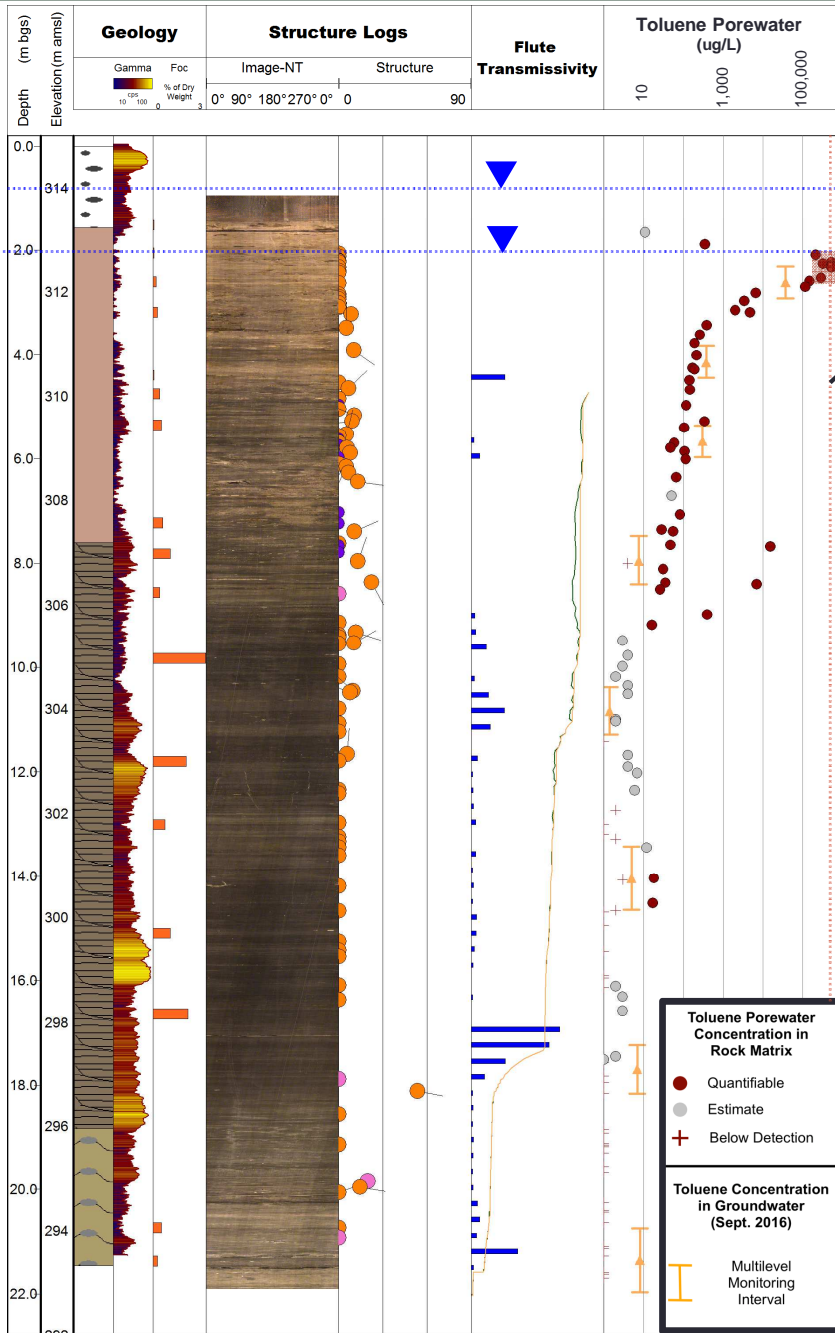 Geology
Structure Logs
Flute
Transmissivity
Toluene Porewater
(ug/L)
Depth (m bgs)
Elevation (m amsl)
Gamma
10 cps 100
Foc
% of Dry
Weight
0 3
Image-NT
0° 90° 180° 270° 0°
Structure
0 90
10
1,000
100,000
0.0
314
2.0
312
4.0
310
6.0
308
8.0
306
10.0
304
12.0
302
14.0
300
16.0
298
18.0
296
20.0
294
22.0
Toluene Porewater
Concentration in
Rock Matrix
Quantifiable
Estimate
Below Detection
Toluene Concentration
in Groundwater
(Sept. 2016)
Multilevel
Monitoring
Interval